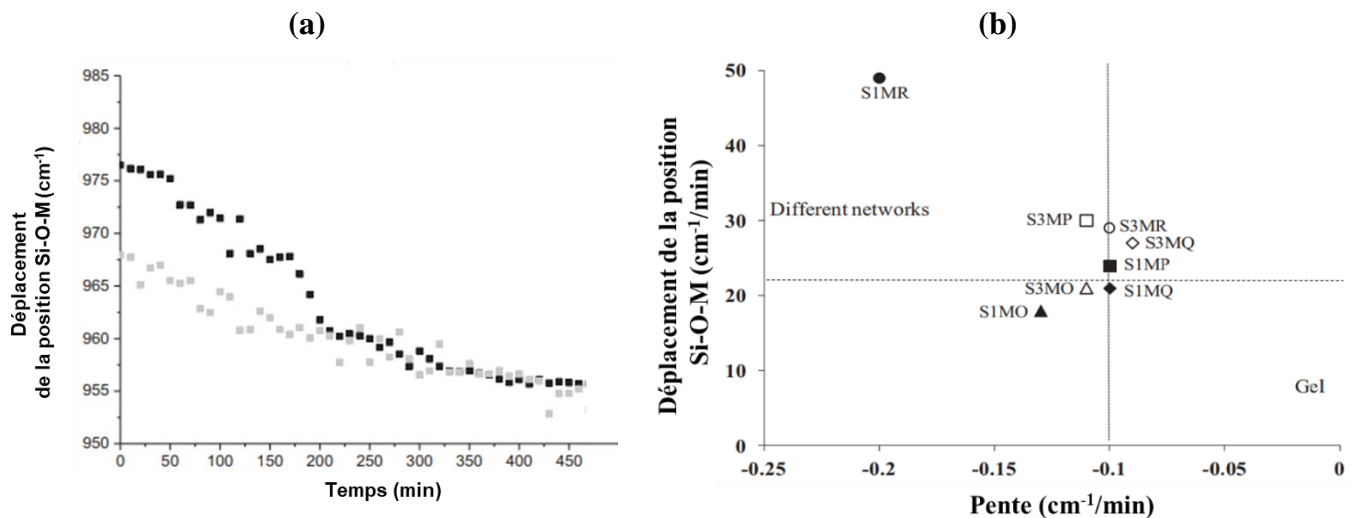 (a)
(b)
Déplacement
de la position Si-O-M (cm⁻¹)
985
980
975
970
965
960
955
950
0
50
100
150
200
250
300
350
400
450
Temps (min)
Déplacement de la position
Si-O-M (cm⁻¹/min)
50
40
30
20
10
0
S1MR
Different networks
S3MP
S3MR
S3MQ
S1MP
S3MO
S1MQ
S1MO
Gel
-0.25
-0.2
-0.15
-0.1
-0.05
0
Pente (cm⁻¹/min)